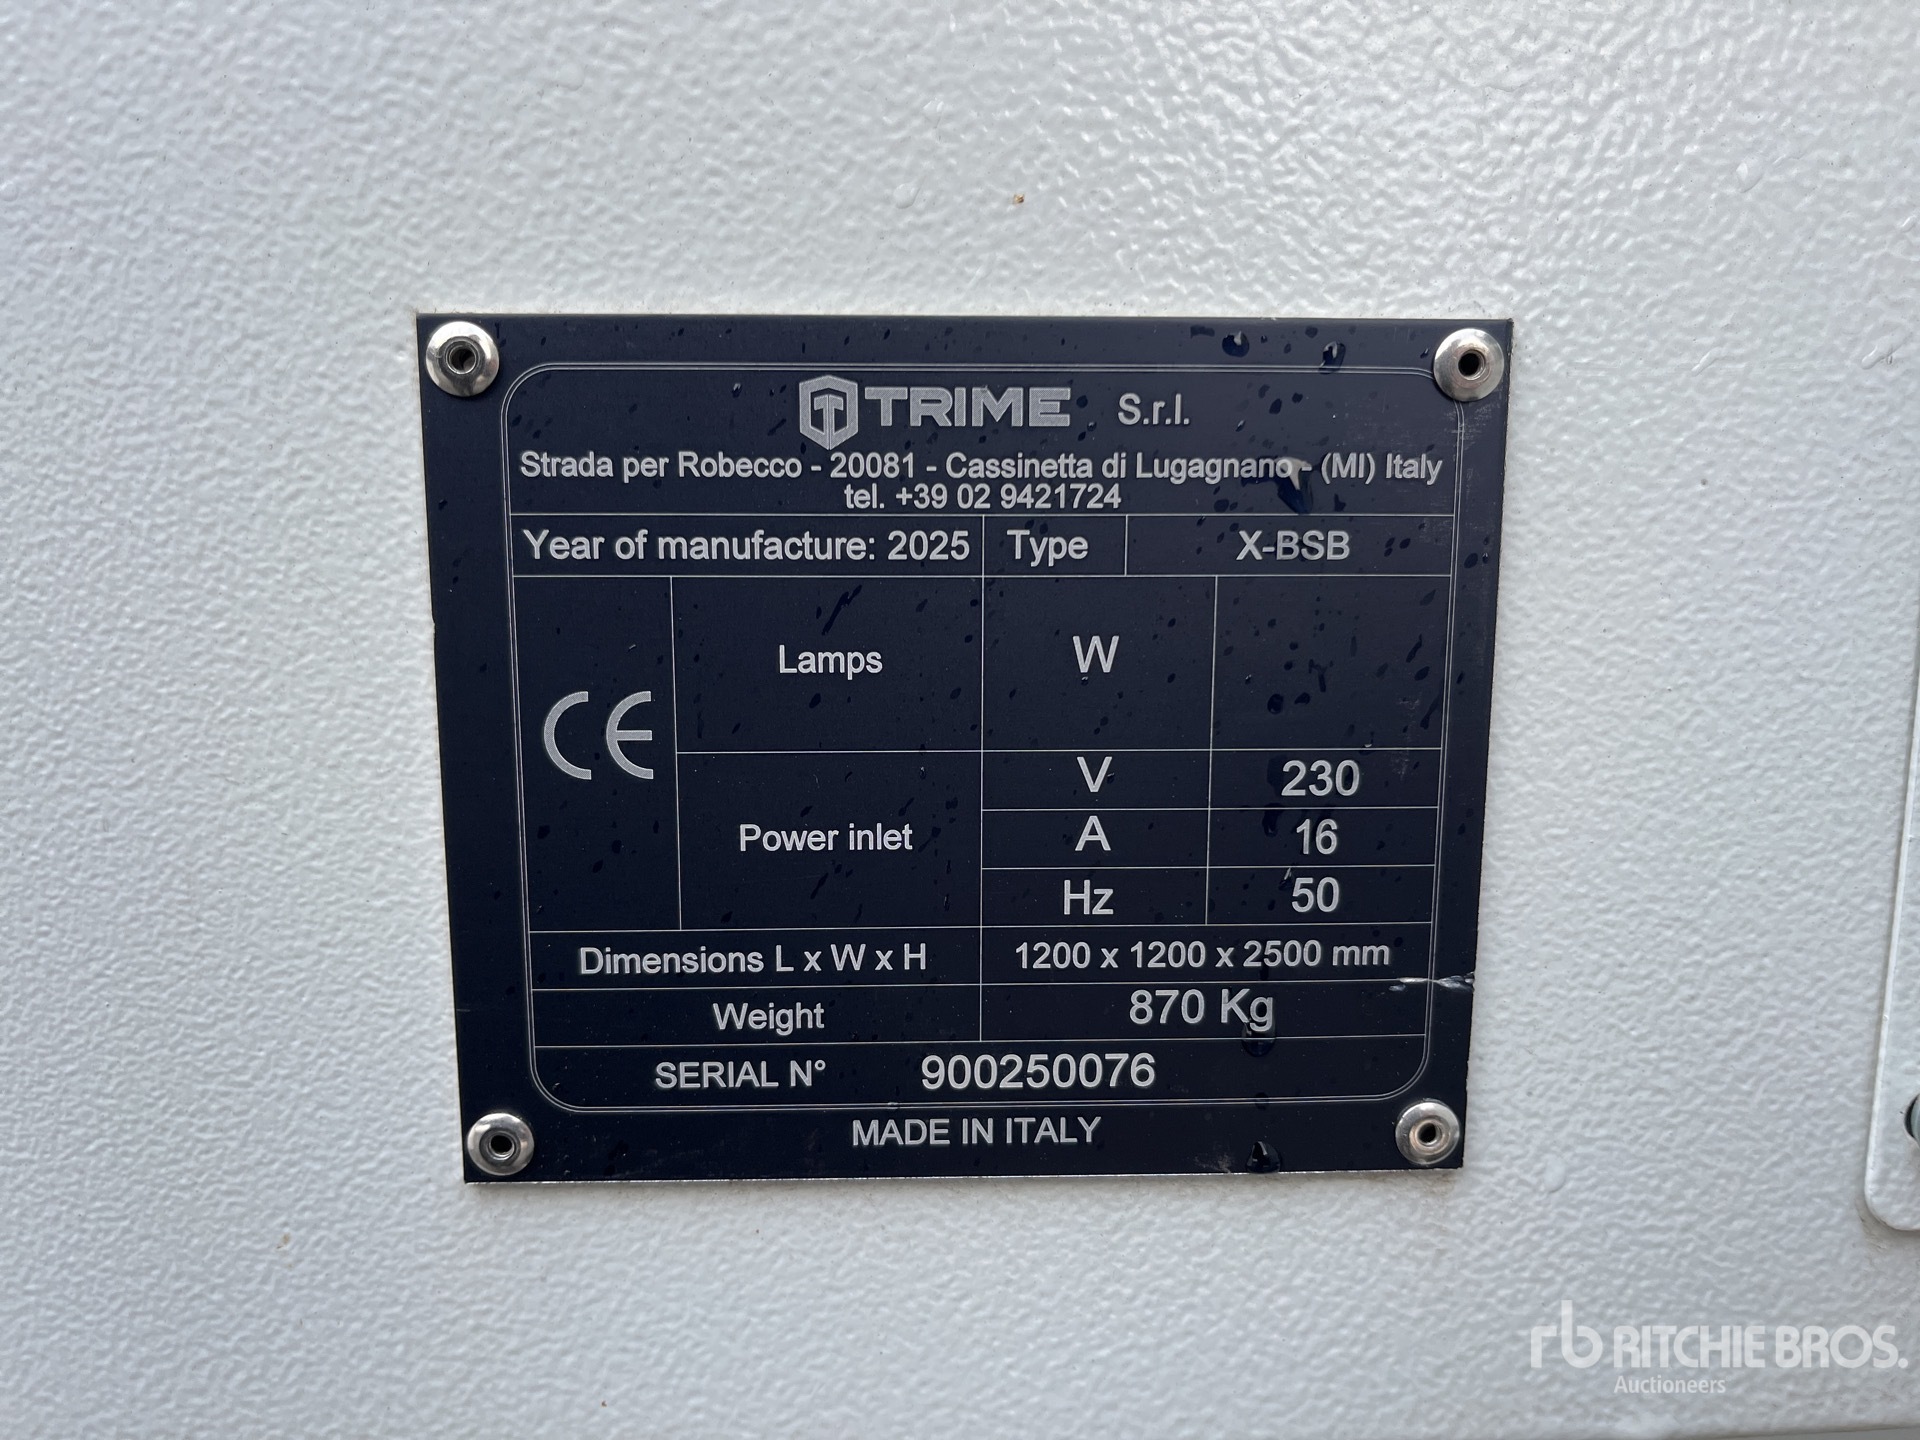 TRIME S.r.l.
Strada per Robecco - 20081 - Cassinetta di Lugagnano - (MI) Italy
tel. +39 02 9421724
Year of manufacture: 2025 Type X-BSB
CE
Lamps W
Power inlet
V 230
A 16
Hz 50
Dimensions L x W x H 1200 x 1200 x 2500 mm
Weight 870 Kg
SERIAL N° 900250076
MADE IN ITALY
rb RITCHIE BROS.
Auctioneers